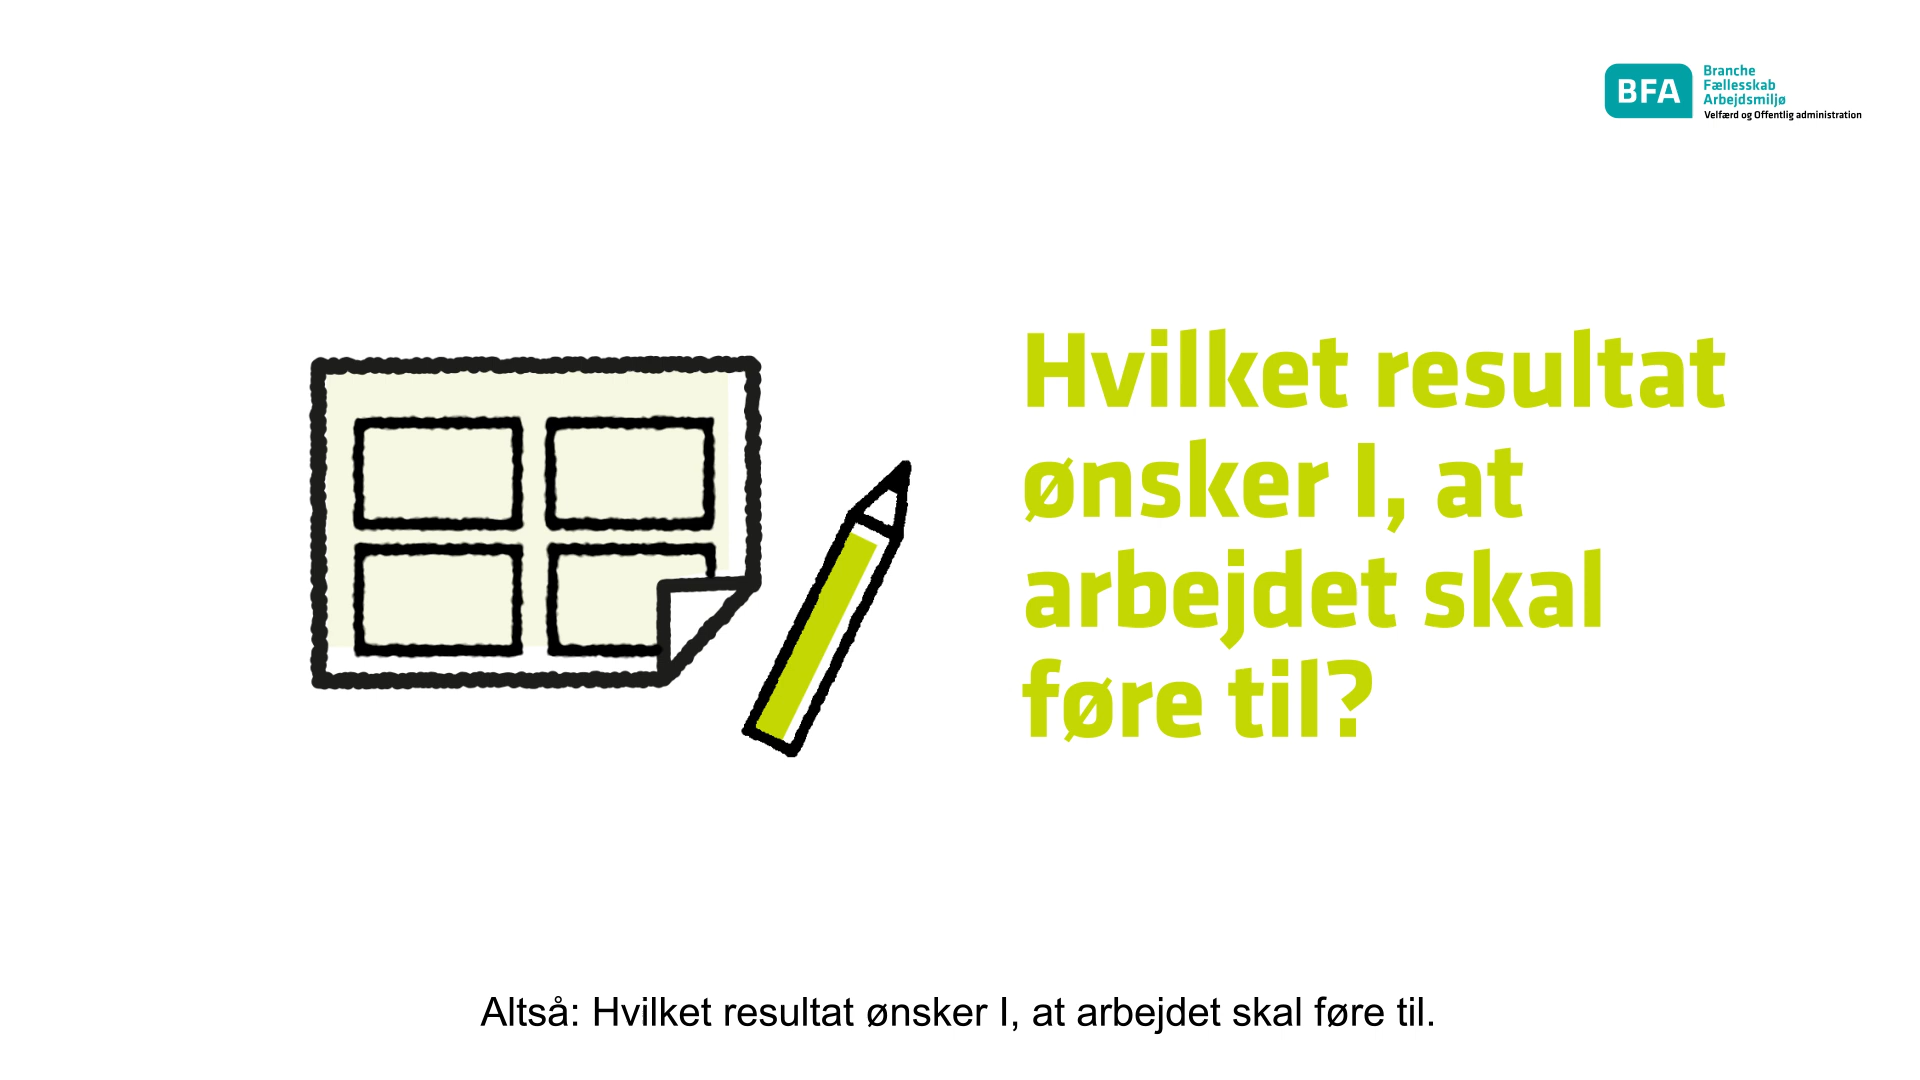 BFA
Branche
Fællesskab
Arbejdsmiljø
Velfærd og Offentlig administration
Hvilket resultat
ønsker I, at
arbejdet skal
føre til?
Altså: Hvilket resultat ønsker I, at arbejdet skal føre til.